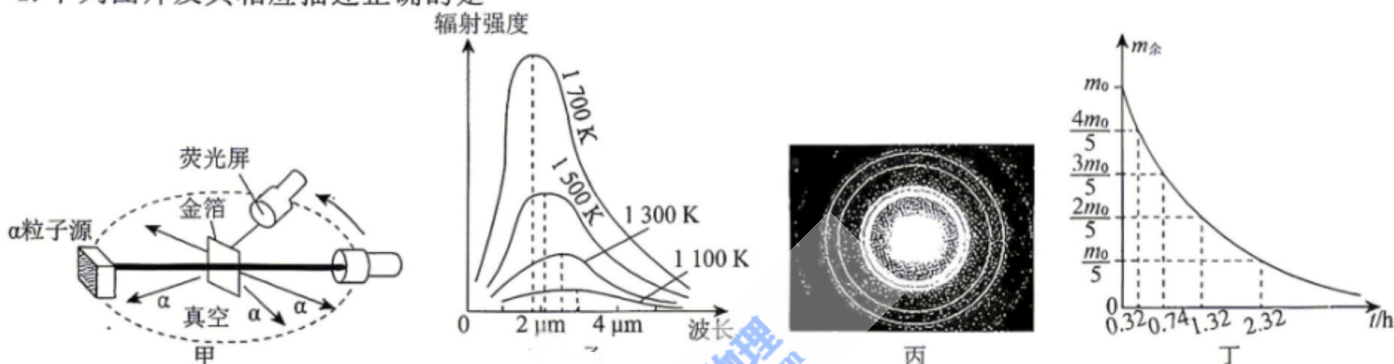 辐射强度
1 700 K
1 500 K
1 300 K
1 100 K
0
2 μm
4 μm
波长
荧光屏
金箔
α粒子源
α
真空
α
α
甲
丙
m余
m₀
4m₀/5
3m₀/5
2m₀/5
m₀/5
0
0.32
0.74
1.32
2.32
t/h
丁
物理